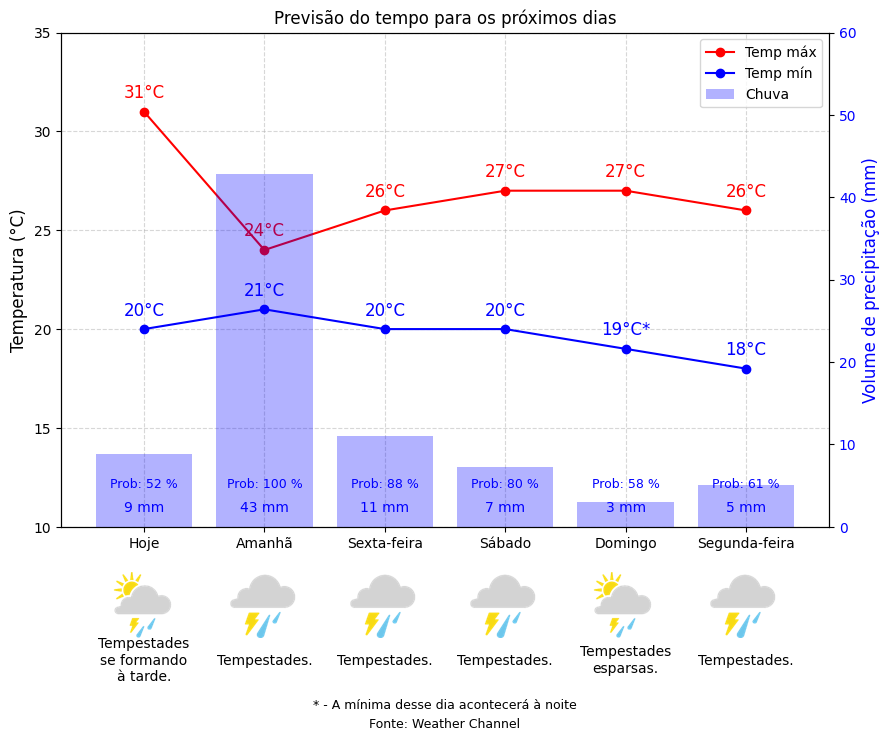 Previsão do tempo para os próximos dias
Temperatura (°C)
35
30
25
20
15
10
Volume de precipitação (mm)
60
50
40
30
20
10
0
Temp máx
Temp mín
Chuva
31°C
24°C
26°C
27°C
27°C
26°C
20°C
21°C
20°C
20°C
19°C*
18°C
Prob: 52 %
9 mm
Prob: 100 %
43 mm
Prob: 88 %
11 mm
Prob: 80 %
7 mm
Prob: 58 %
3 mm
Prob: 61 %
5 mm
Hoje
Amanhã
Sexta-feira
Sábado
Domingo
Segunda-feira
Tempestades
se formando
à tarde.
Tempestades.
Tempestades.
Tempestades.
Tempestades
esparsas.
Tempestades.
* - A mínima desse dia acontecerá à noite
Fonte: Weather Channel